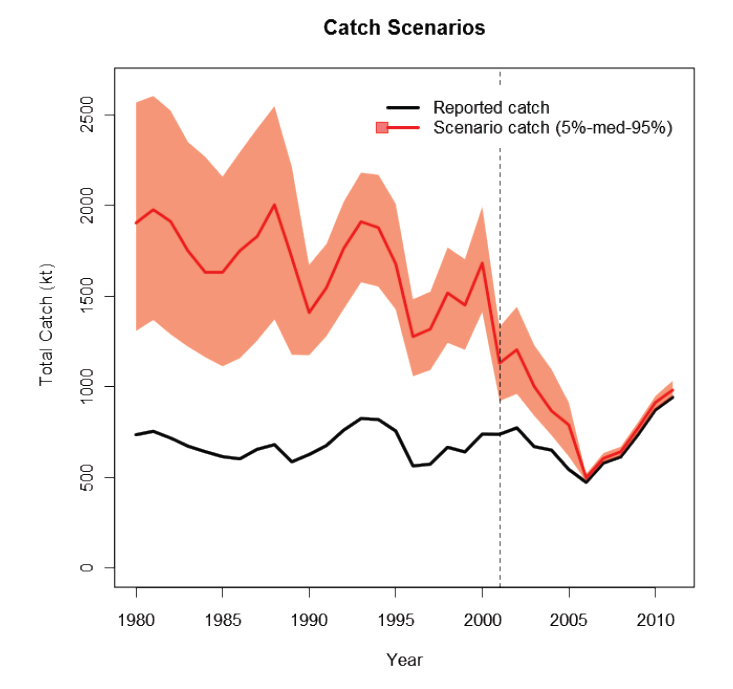 Catch Scenarios
Reported catch
Scenario catch (5%-med-95%)
Total Catch (kt)
2500
2000
1500
1000
500
0
1980 1985 1990 1995 2000 2005 2010
Year